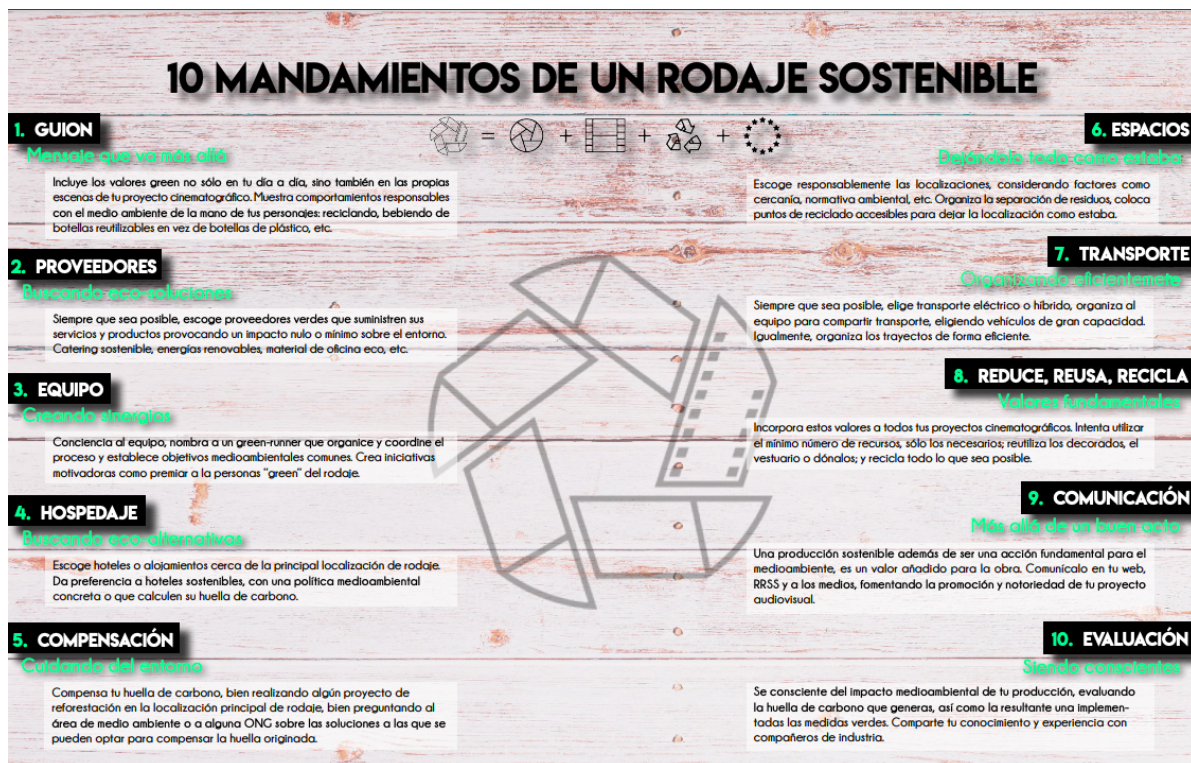 10 MANDAMIENTOS DE UN RODAJE SOSTENIBLE
1. GUION
Mensaje que va más allá
Incluye los valores green no sólo en tu día a día, sino también en las propias
escenas de tu proyecto cinematográfico. Muestra comportamientos responsables
con el medio ambiente de la mano de tus personajes: reciclando, bebiendo de
botellas reutilizables en vez de botellas de plástico, etc.
2. PROVEEDORES
Buscando eco-soluciones
Siempre que sea posible, escoge proveedores verdes que suministren sus
servicios y productos provocando un impacto nulo o mínimo sobre el entorno.
Catering sostenible, energías renovables, material de oficina eco, etc.
3. EQUIPO
Creando sinergias
Conciencia al equipo, nombra a un green-runner que organice y coordine el
proceso y establece objetivos medioambientales comunes. Crea iniciativas
motivadoras como premiar a la personas "green" del rodaje.
4. HOSPEDAJE
Buscando eco-alternativas
Escoge hoteles o alojamientos cerca de la principal localización de rodaje.
Da preferencia a hoteles sostenibles, con una política medioambiental
concreta o que calculen su huella de carbono.
5. COMPENSACIÓN
Cuidando del entorno
Compensa tu huella de carbono, bien realizando algún proyecto de
reforestación en la localización principal de rodaje, bien preguntando al
área de medio ambiente o a alguna ONG sobre las soluciones a las que se
pueden optar para compensar la huella originada.
6. ESPACIOS
Dejándolo todo como estaba
Escoge responsablemente las localizaciones, considerando factores como
cercanía, normativa ambiental, etc. Organiza la separación de residuos, coloca
puntos de reciclado accesibles para dejar la localización como estaba.
7. TRANSPORTE
Organizando eficientemete
Siempre que sea posible, elige transporte eléctrico o híbrido, organiza al
equipo para compartir transporte, eligiendo vehículos de gran capacidad.
Igualmente, organiza los trayectos de forma eficiente.
8. REDUCE, REUSA, RECICLA
Valores fundamentales
Incorpora estos valores a todos tus proyectos cinematográficos. Intenta utilizar
el mínimo número de recursos, sólo los necesarios; reutiliza los decorados, el
vestuario o dónalos; y recicla todo lo que sea posible.
9. COMUNICACIÓN
Más allá de un buen acto
Una producción sostenible además de ser una acción fundamental para el
medioambiente, es un valor añadido para la obra. Comunícalo en tu web,
RRSS y a los medios, fomentando la promoción y notoriedad de tu proyecto
audiovisual.
10. EVALUACIÓN
Siendo conscientes
Se consciente del impacto medioambiental de tu producción, evaluando
la huella de carbono que generas, así como la resultante una implemen-
tadas las medidas verdes. Comparte tu conocimiento y experiencia con
compañeros de industria.